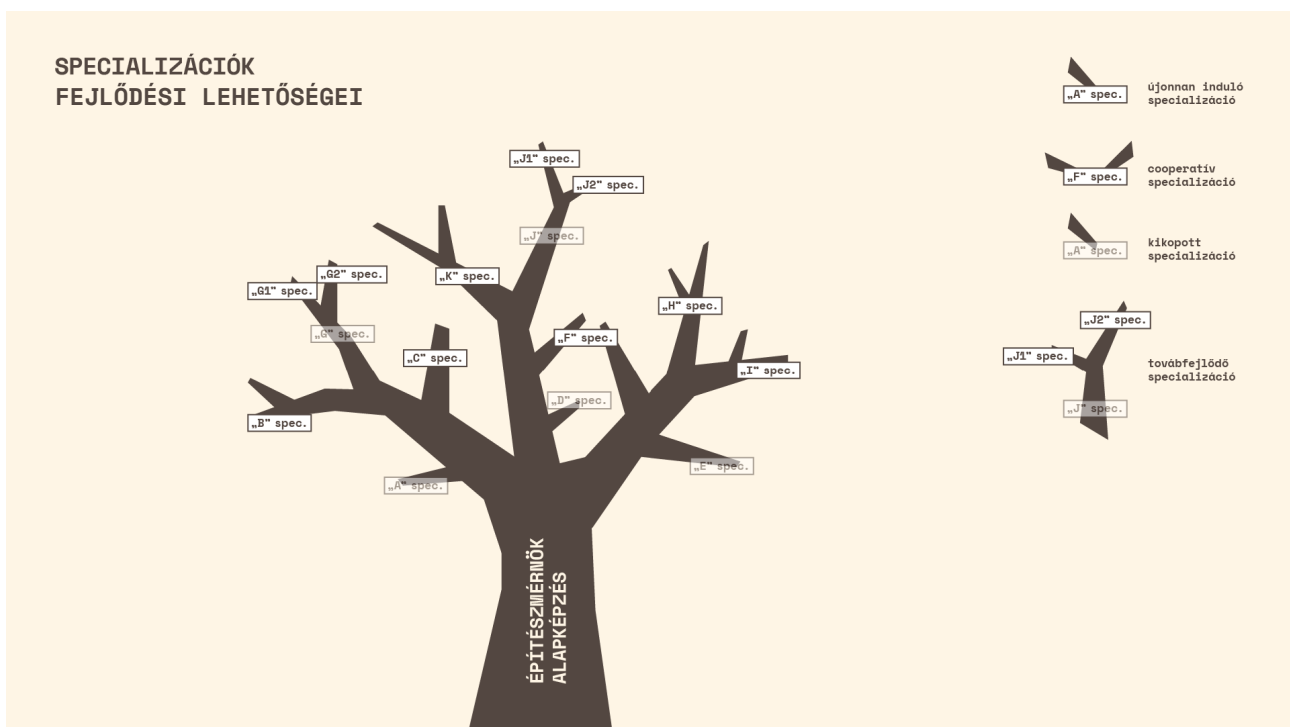 SPECIALIZÁCIÓK
FEJLŐDÉSI LEHETŐSÉGEI
„J1" spec.
„J2" spec.
„J" spec.
„G2" spec.
„G1" spec.
„K" spec.
„H" spec.
„G" spec.
„F" spec.
„C" spec.
„I" spec.
„D" spec.
„B" spec.
„E" spec.
„A" spec.
ÉPÍTÉSZMÉRNÖK
ALAPKÉPZÉS
„A" spec.
újonnan induló
specializáció
„F" spec.
cooperatív
specializáció
„A" spec.
kikopott
specializáció
„J2" spec.
„J1" spec.
„J" spec.
továbfejlődő
specializáció